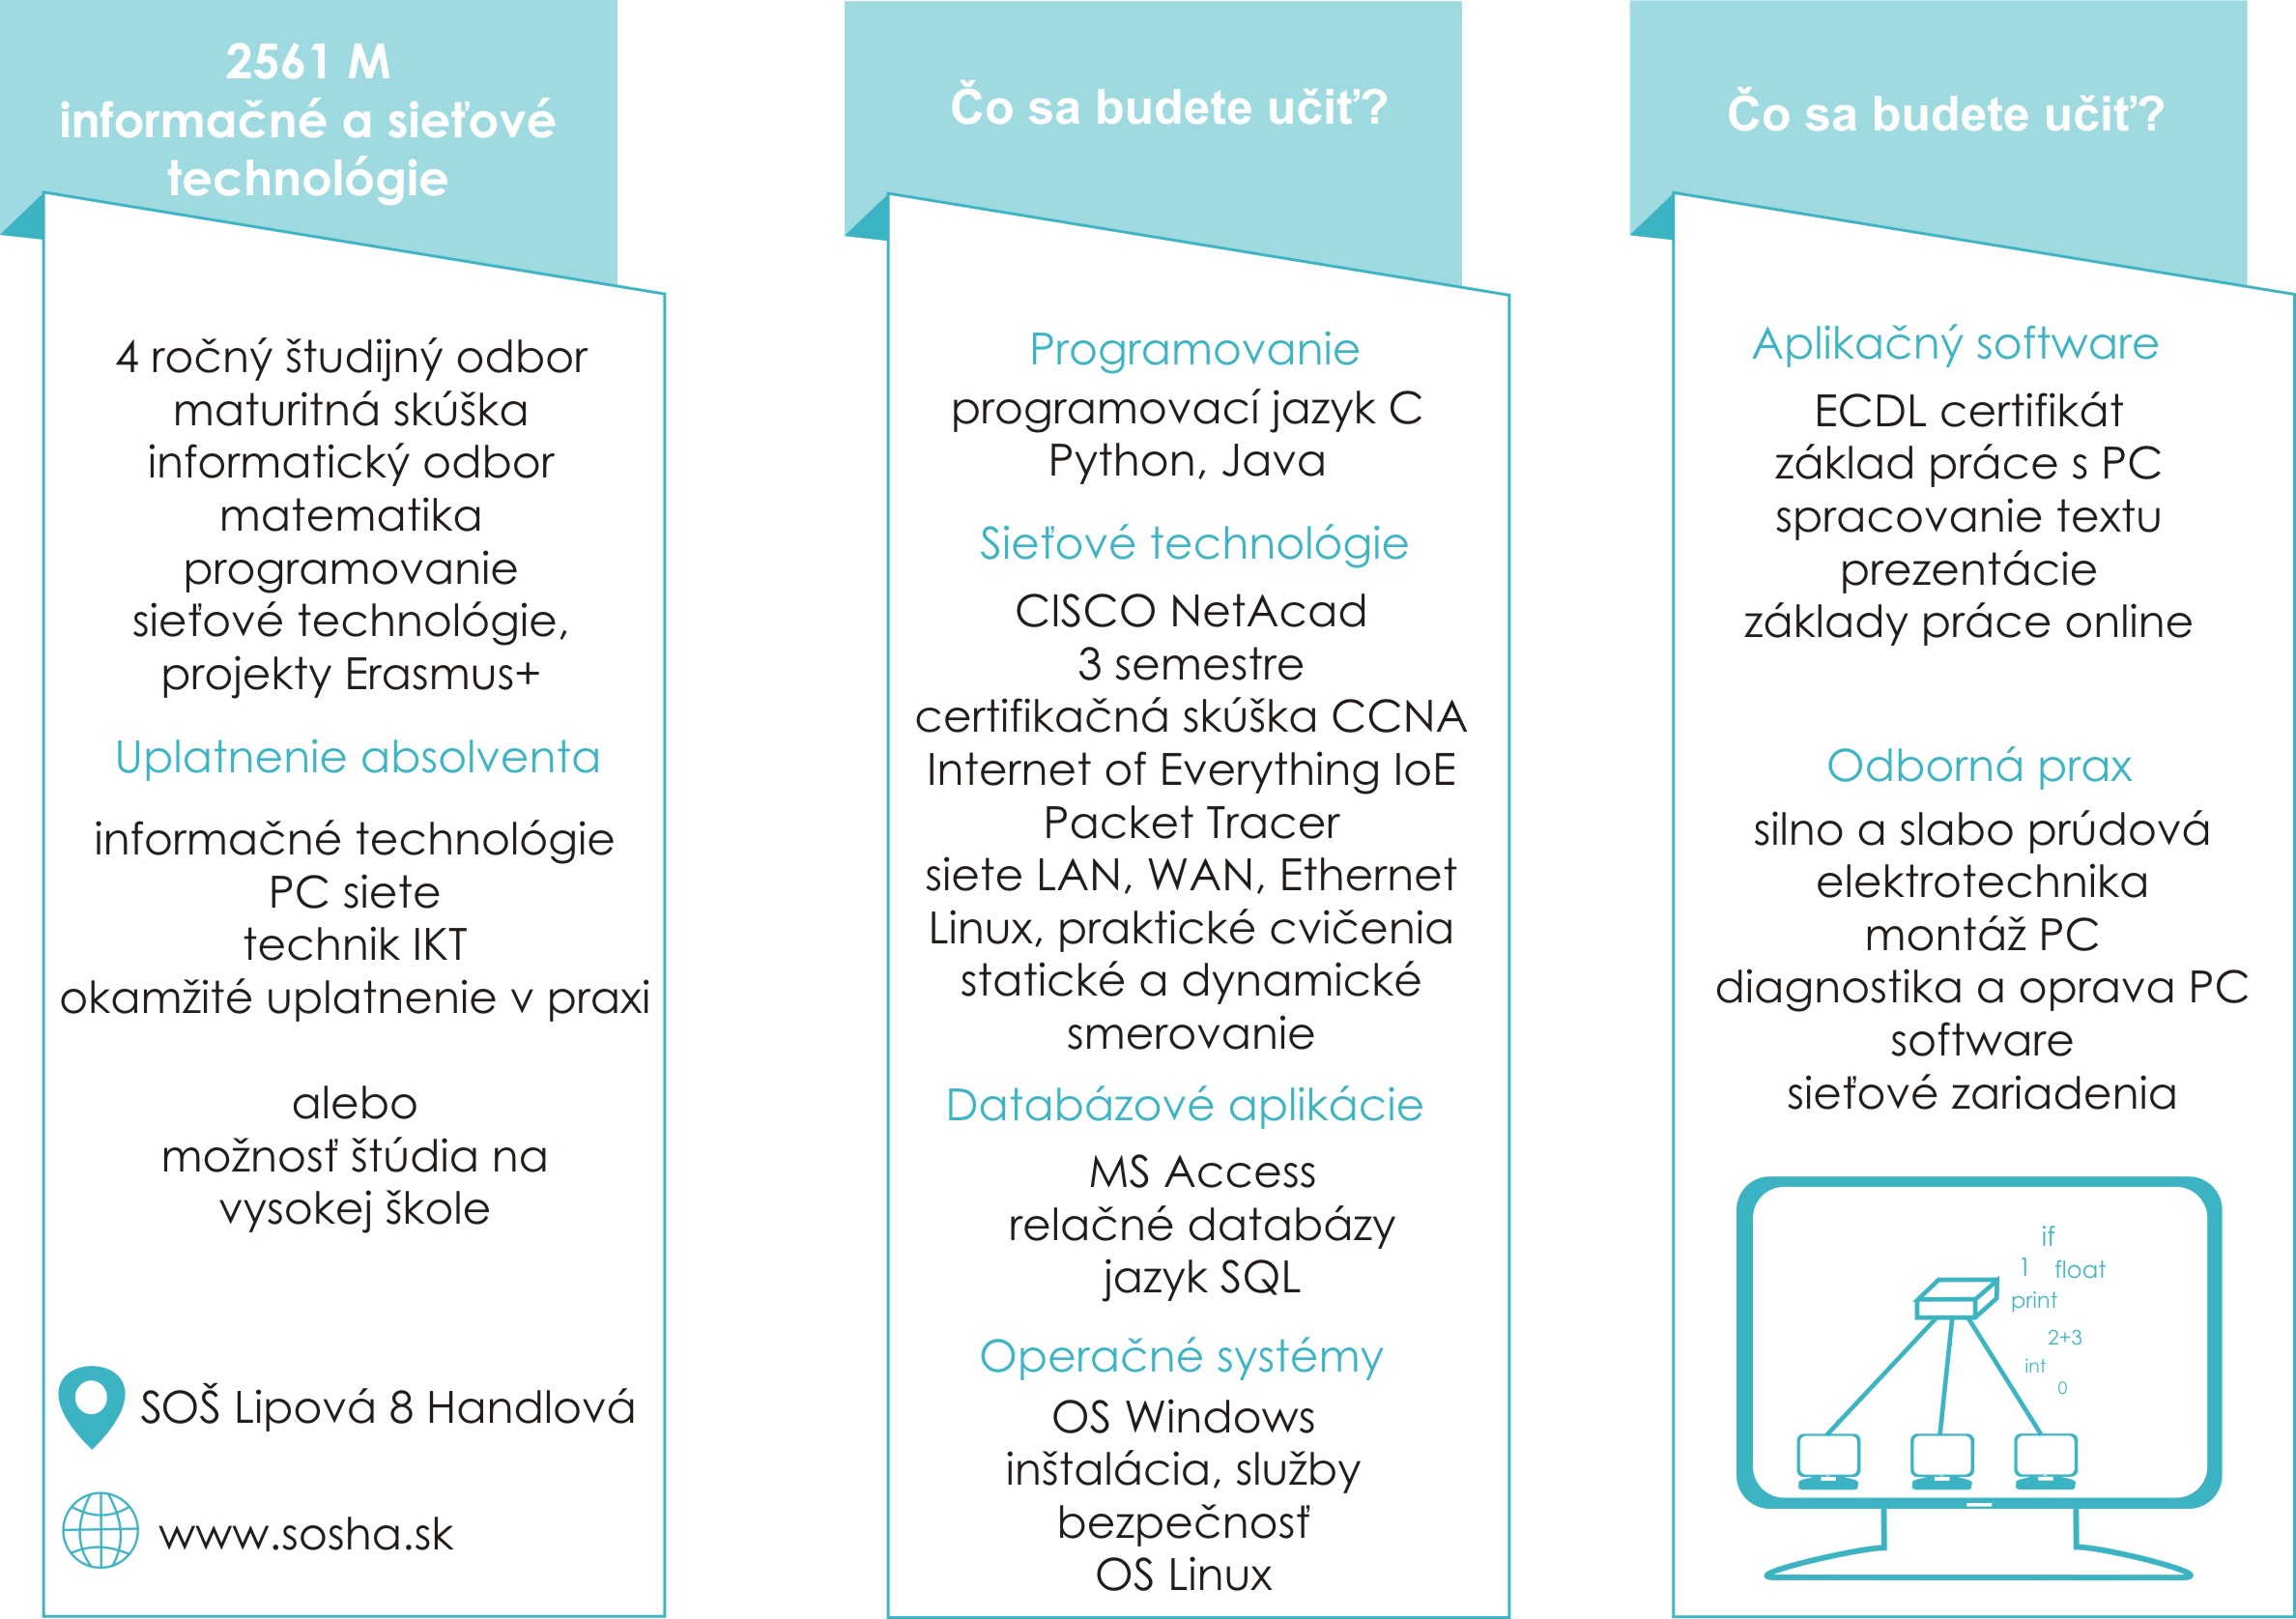 2561 M
informačné a sieťové
technológie
4 ročný študijný odbor
maturitná skúška
informatický odbor
matematika
programovanie
sieťové technológie,
projekty Erasmus+
Uplatnenie absolventa
informačné technológie
PC siete
technik IKT
okamžité uplatnenie v praxi
alebo
možnosť štúdia na
vysokej škole
SOŠ Lipová 8 Handlová
www.sosha.sk
Čo sa budete učiť?
Programovanie
programovací jazyk C
Python, Java
Sieťové technológie
CISCO NetAcad
3 semestre
certifikačná skúška CCNA
Internet of Everything IoE
Packet Tracer
siete LAN, WAN, Ethernet
Linux, praktické cvičenia
statické a dynamické
smerovanie
Databázové aplikácie
MS Access
relačné databázy
jazyk SQL
Operačné systémy
OS Windows
inštalácia, služby
bezpečnosť
OS Linux
Čo sa budete učiť?
Aplikačný software
ECDL certifikát
základ práce s PC
spracovanie textu
prezentácie
základy práce online
Odborná prax
silno a slabo prúdová
elektrotechnika
montáž PC
diagnostika a oprava PC
software
sieťové zariadenia
if
1 float
print
2+3
int
0